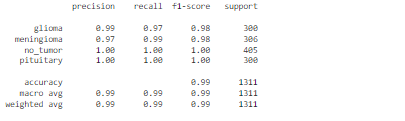 precision recall f1-score support
glioma 0.99 0.97 0.98 300
meningioma 0.97 0.99 0.98 306
no_tumor 1.00 1.00 1.00 405
pituitary 1.00 1.00 1.00 300
accuracy 0.99 1311
macro avg 0.99 0.99 0.99 1311
weighted avg 0.99 0.99 0.99 1311